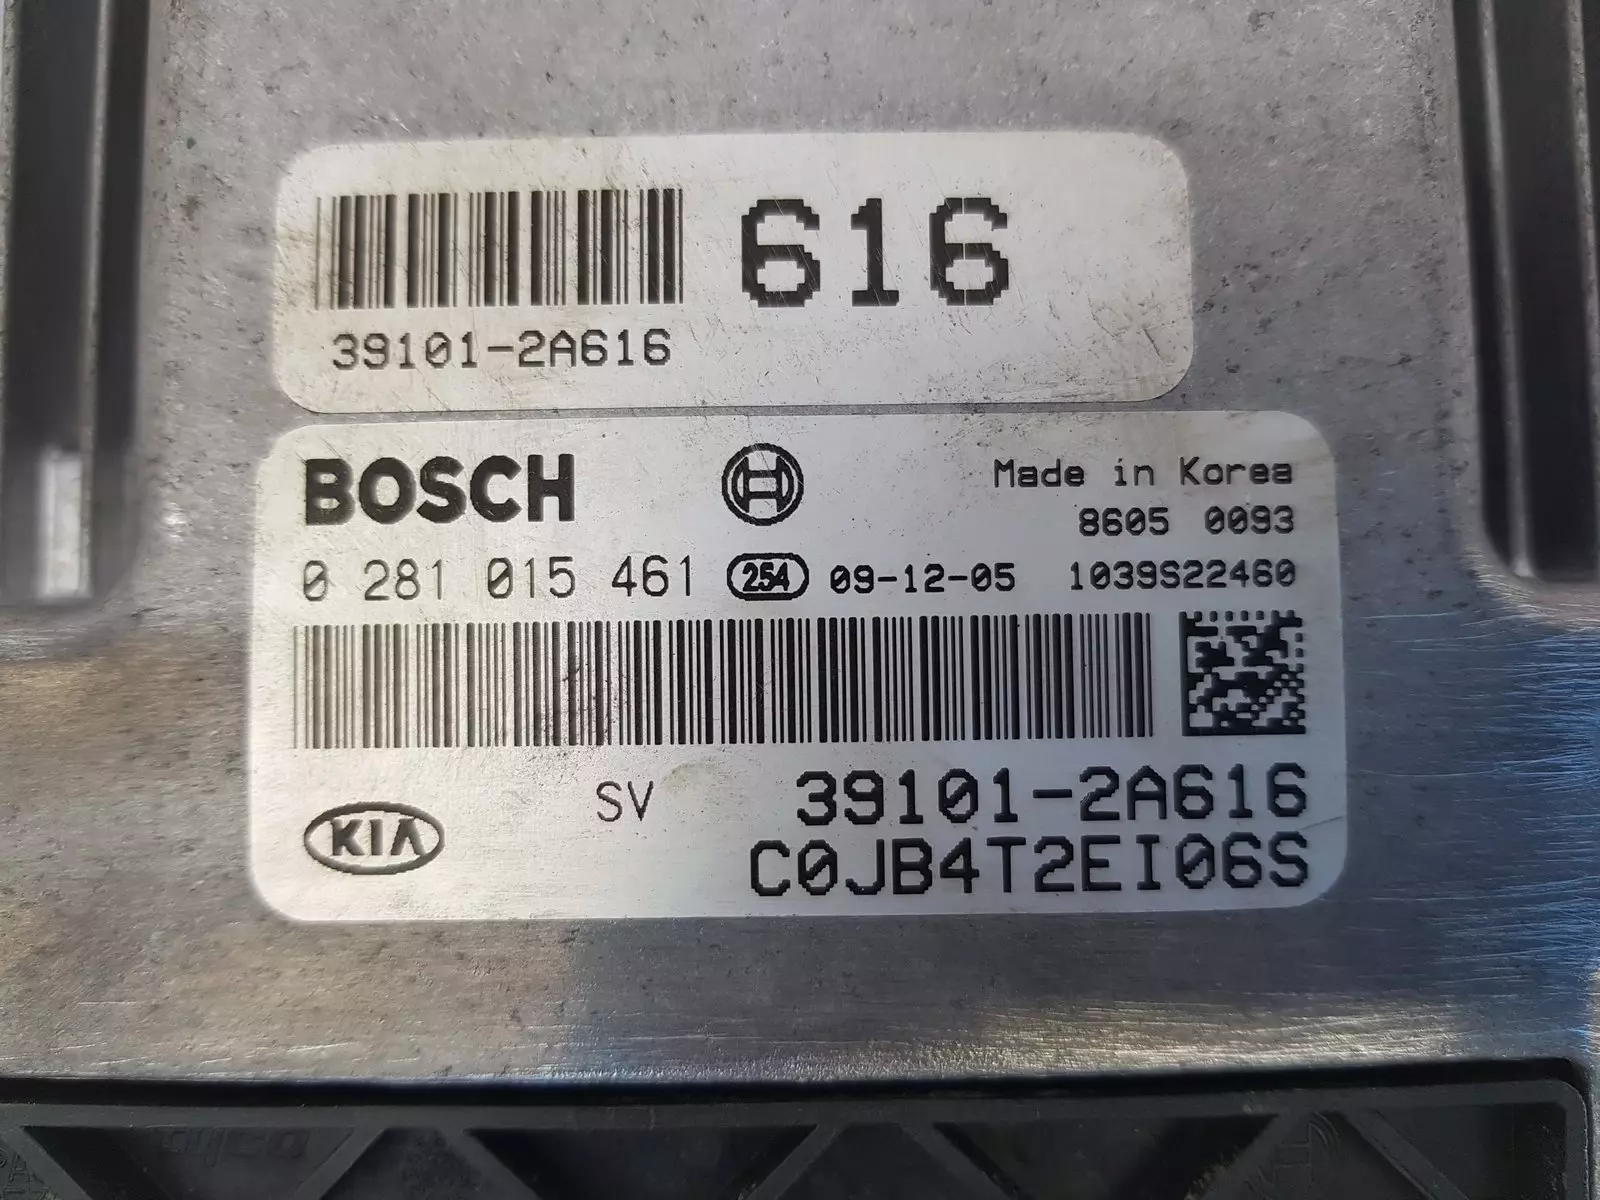 616
39101-2A616
BOSCH
Made in Korea
8605 0093
0 281 015 461 254 09-12-05 1039S22460
SV 39101-2A616
KIA
C0JB4T2EI06S